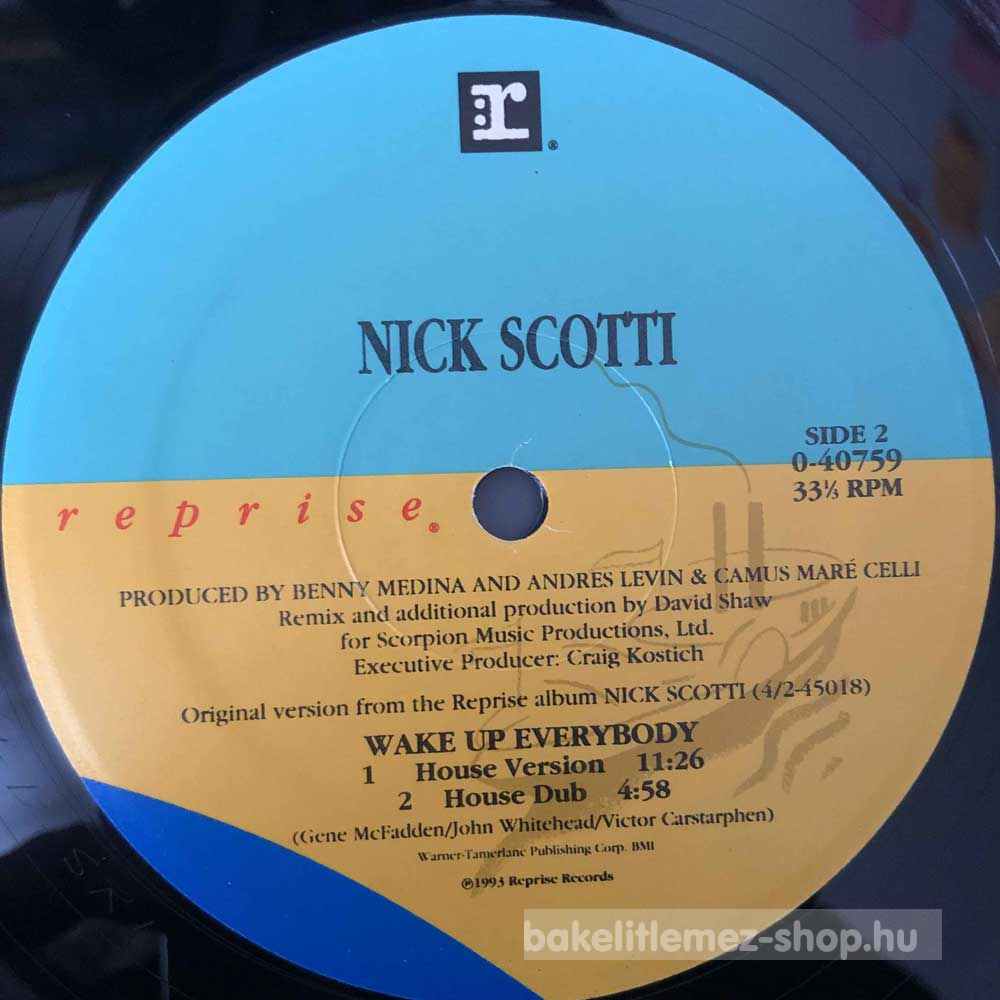 r®
NICK SCOTTI
SIDE 2
0-40759
33⅓ RPM
reprise®
PRODUCED BY BENNY MEDINA AND ANDRES LEVIN & CAMUS MARÉ CELLI
Remix and additional production by David Shaw
for Scorpion Music Productions, Ltd.
Executive Producer: Craig Kostich
Original version from the Reprise album NICK SCOTTI (4/2-45018)
WAKE UP EVERYBODY
1 House Version 11:26
2 House Dub 4:58
(Gene McFadden/John Whitehead/Victor Carstarphen)
Warner-Tamerlane Publishing Corp. BMI
℗1993 Reprise Records
bakelitlemez-shop.hu